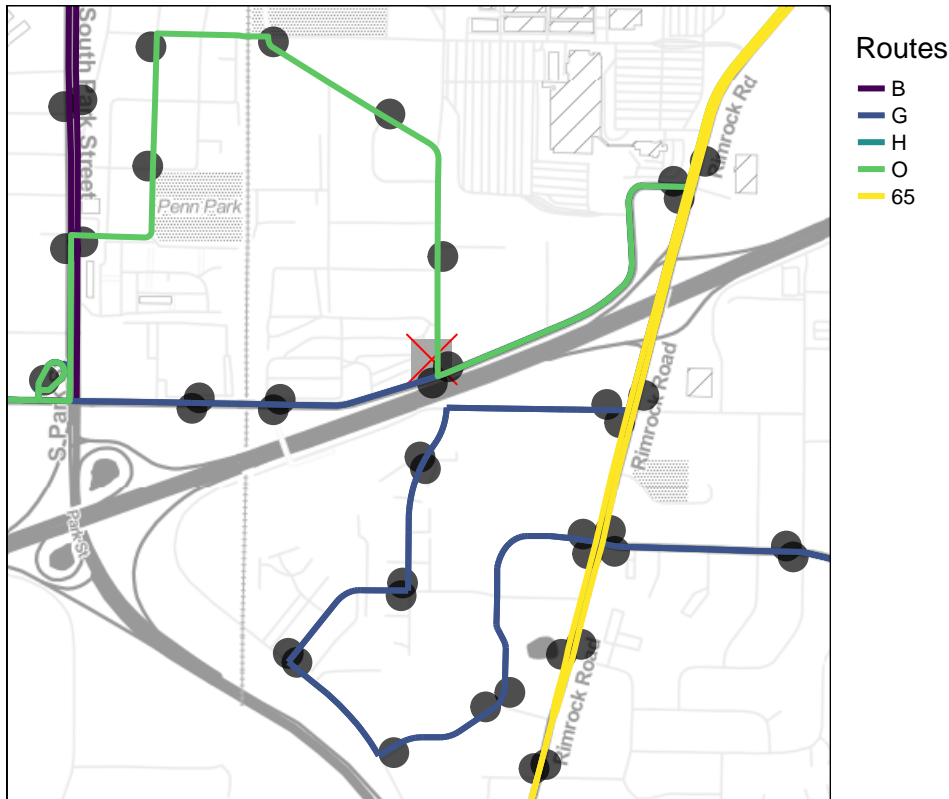 Routes
B
G
H
O
65
South Park Street
Rimrock Rd
Penn Park
Rimrock Road
S Park
Park St
Rimrock Road